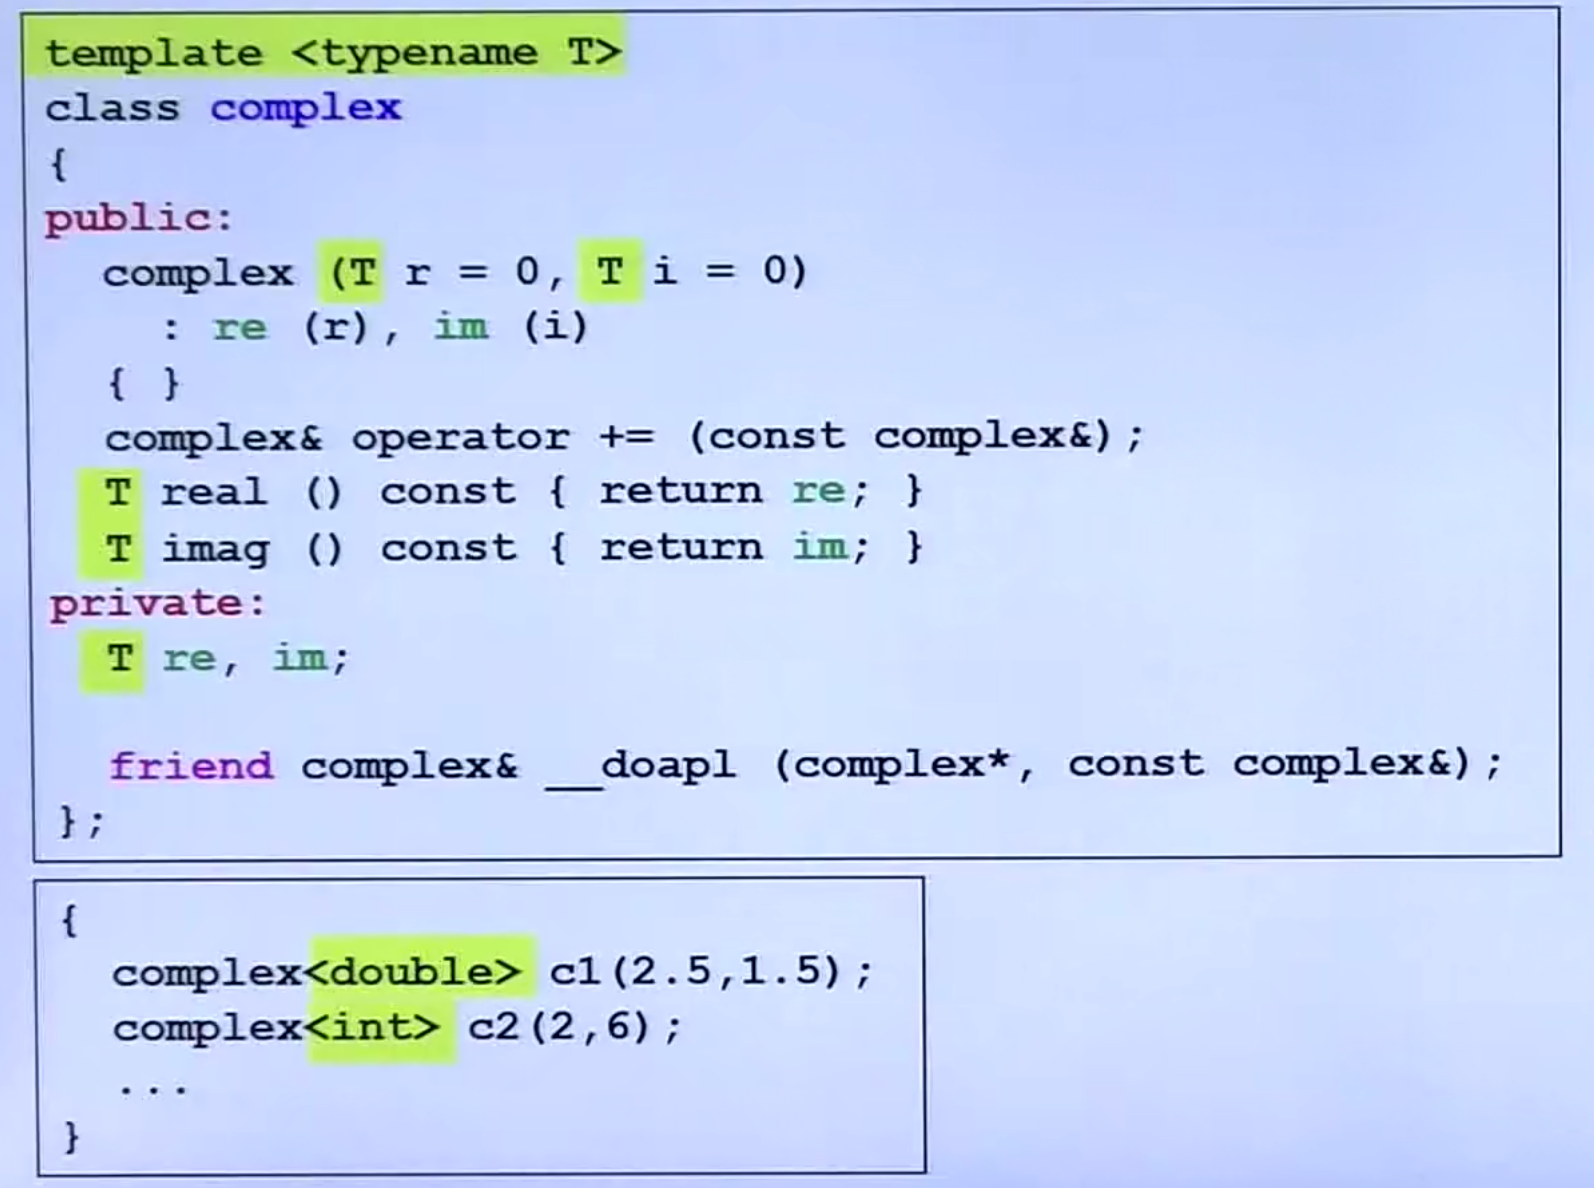 template <typename T>
class complex
{
public:
complex (T r = 0, T i = 0)
: re (r), im (i)
{ }
complex& operator += (const complex&);
T real () const { return re; }
T imag () const { return im; }
private:
T re, im;
friend complex& __doapl (complex*, const complex&);
};
{
complex<double> c1(2.5,1.5);
complex<int> c2(2,6);
...
}